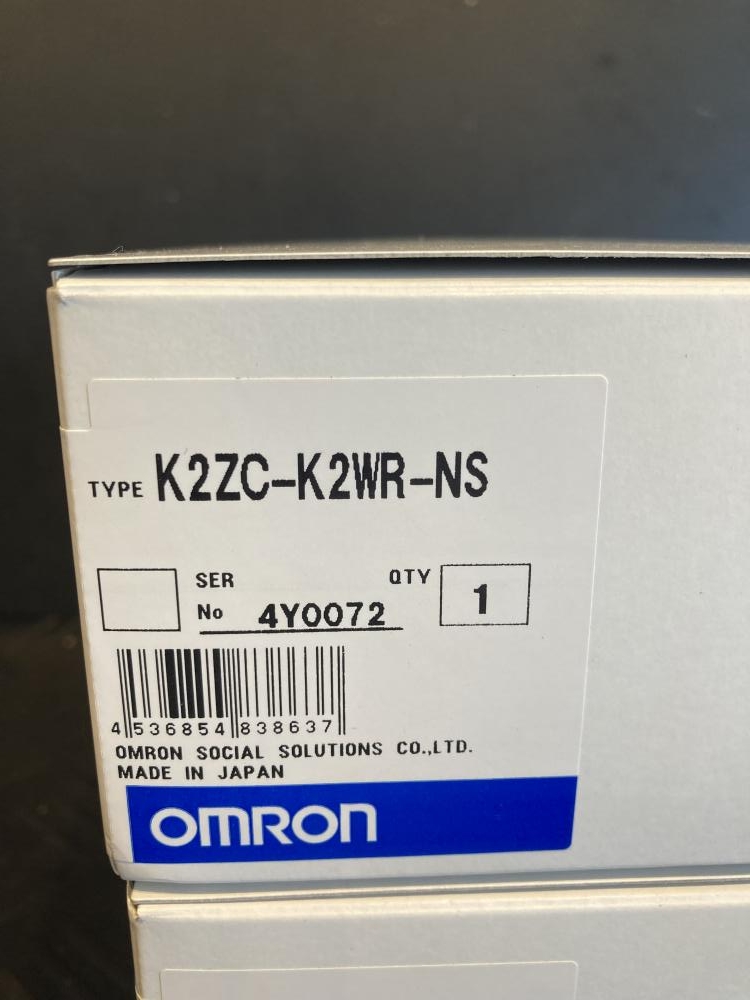 TYPE K2ZC-K2WR-NS
SER QTY
No 4Y0072 1
4 536854 838637
OMRON SOCIAL SOLUTIONS CO.,LTD.
MADE IN JAPAN
OMRON